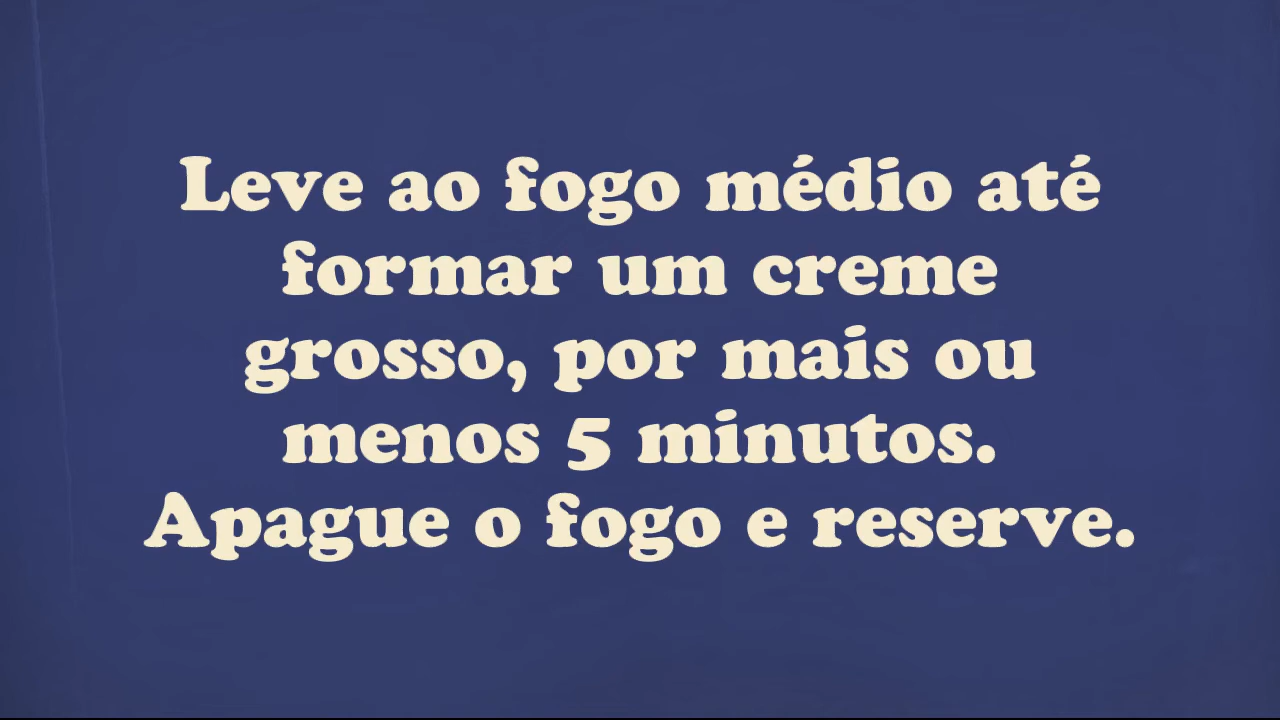 Leve ao fogo médio até
formar um creme
grosso, por mais ou
menos 5 minutos.
Apague o fogo e reserve.